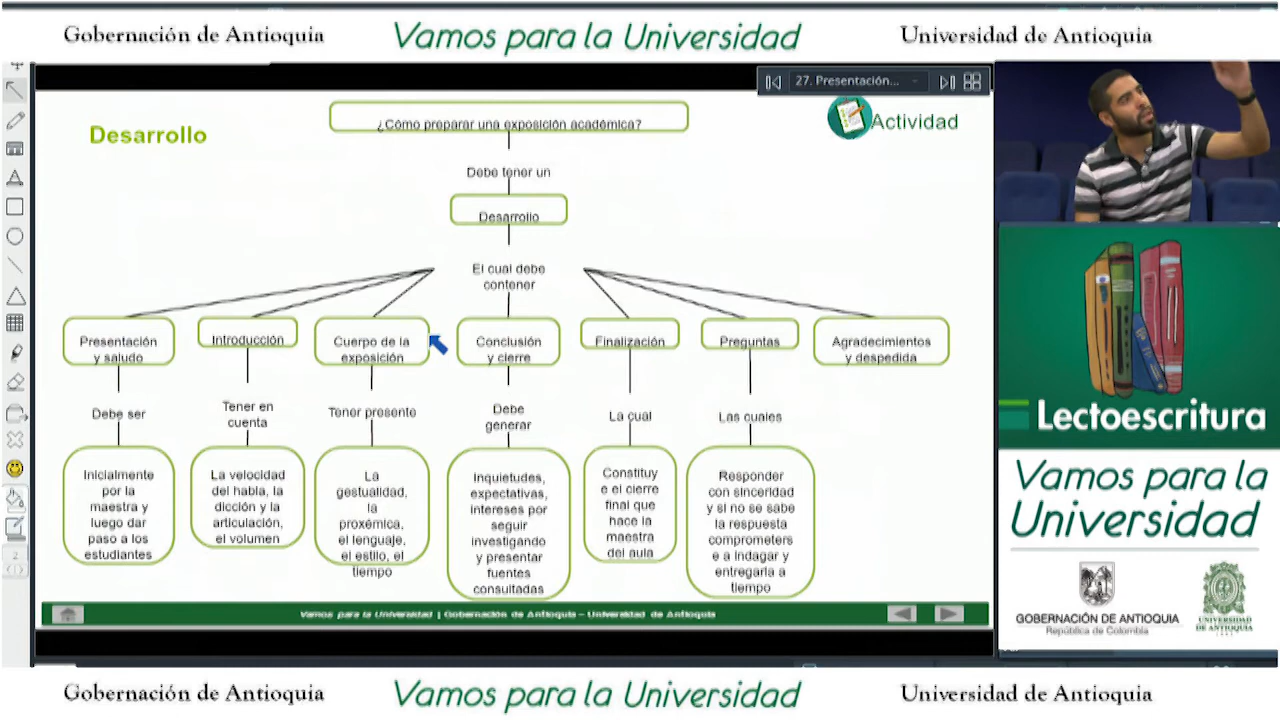 Gobernación de Antioquia
Vamos para la Universidad
Universidad de Antioquia
27. Presentación...
Desarrollo
¿Cómo preparar una exposición académica?
Actividad
Debe tener un
Desarrollo
El cual debe
contener
Presentación
y saludo
Introducción
Cuerpo de la
exposición
Conclusión
y cierre
Finalización
Preguntas
Agradecimientos
y despedida
Debe ser
Tener en
cuenta
Tener presente
Debe
generar
La cual
Las cuales
Inicialmente
por la
maestra y
luego dar
paso a los
estudiantes
La velocidad
del habla, la
dicción y la
articulación,
el volumen
La
gestualidad,
la
proxémica,
el lenguaje,
el estilo, el
tiempo
Inquietudes,
expectativas,
intereses por
seguir
investigando
y presentar
fuentes
consultadas
Constituy
e el cierre
final que
hace la
maestra
del aula
Responder
con sinceridad
y si no se sabe
la respuesta
comprometers
e a indagar y
entregarla a
tiempo
Vamos para la Universidad | Gobernación de Antioquia – Universidad de Antioquia
2
Lectoescritura
Vamos para la
Universidad
GOBERNACIÓN DE ANTIOQUIA
República de Colombia
UNIVERSIDAD
DE ANTIOQUIA
Gobernación de Antioquia
Vamos para la Universidad
Universidad de Antioquia